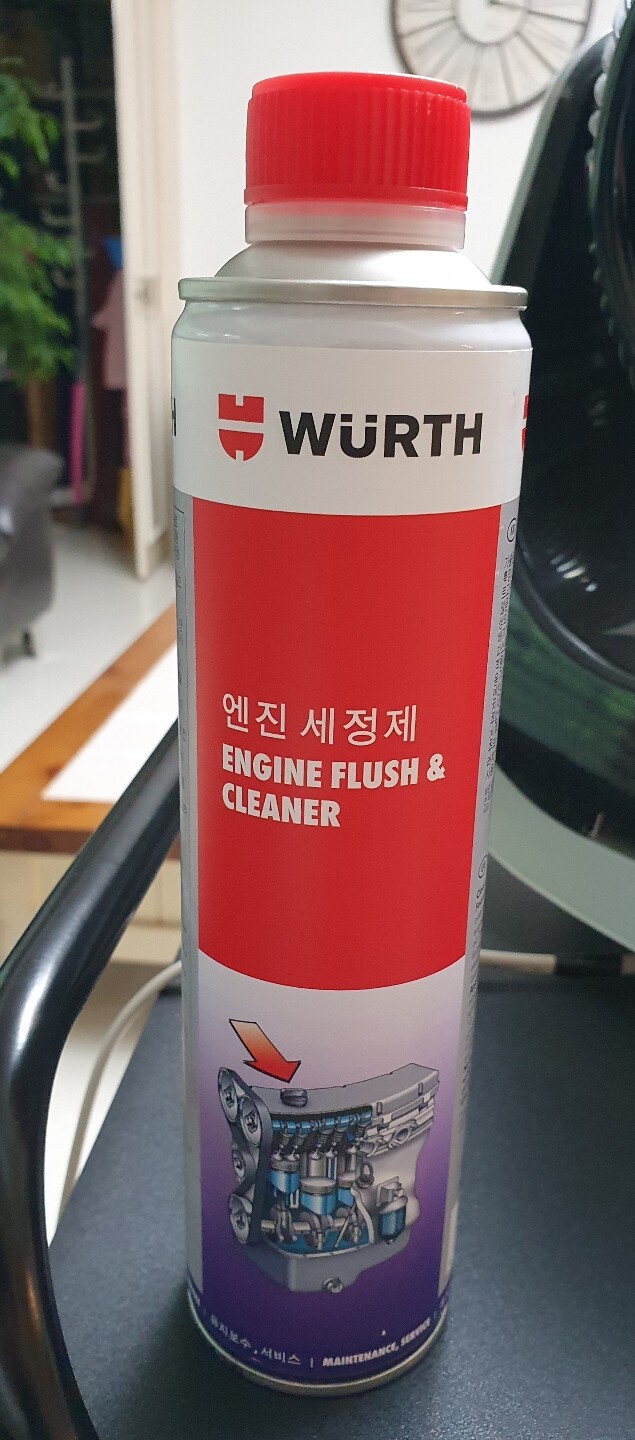 WÜRTH
엔진 세정제
ENGINE FLUSH &
CLEANER
유지보수, 서비스 | MAINTENANCE, SERVICE